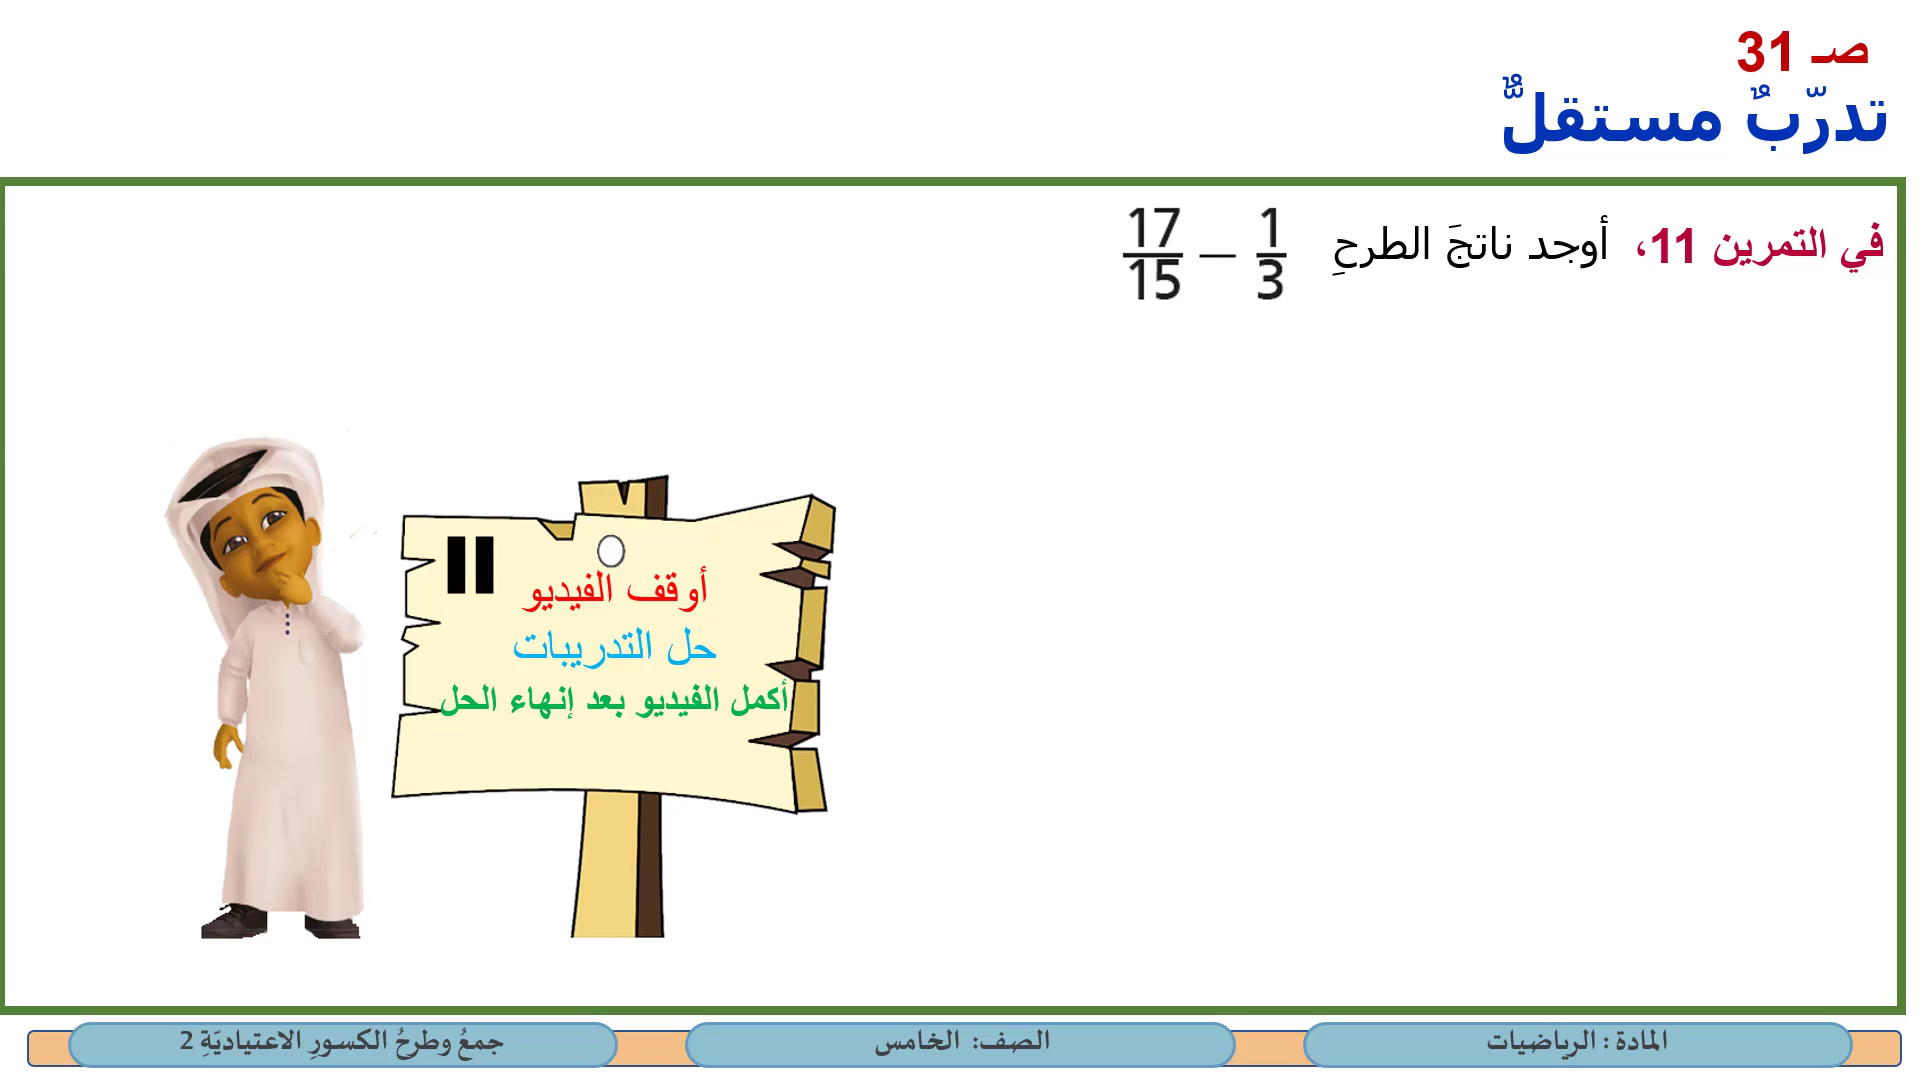 صـ 31
تدرّبٌ مستقلٌّ
في التمرين 11، أوجد ناتجَ الطرحِ 17/15 − 1/3
أوقف الفيديو
حل التدريبات
أكمل الفيديو بعد إنهاء الحل
المادة : الرياضيات
الصف: الخامس
جمعُ وطرحُ الكسورِ الاعتياديّةِ 2